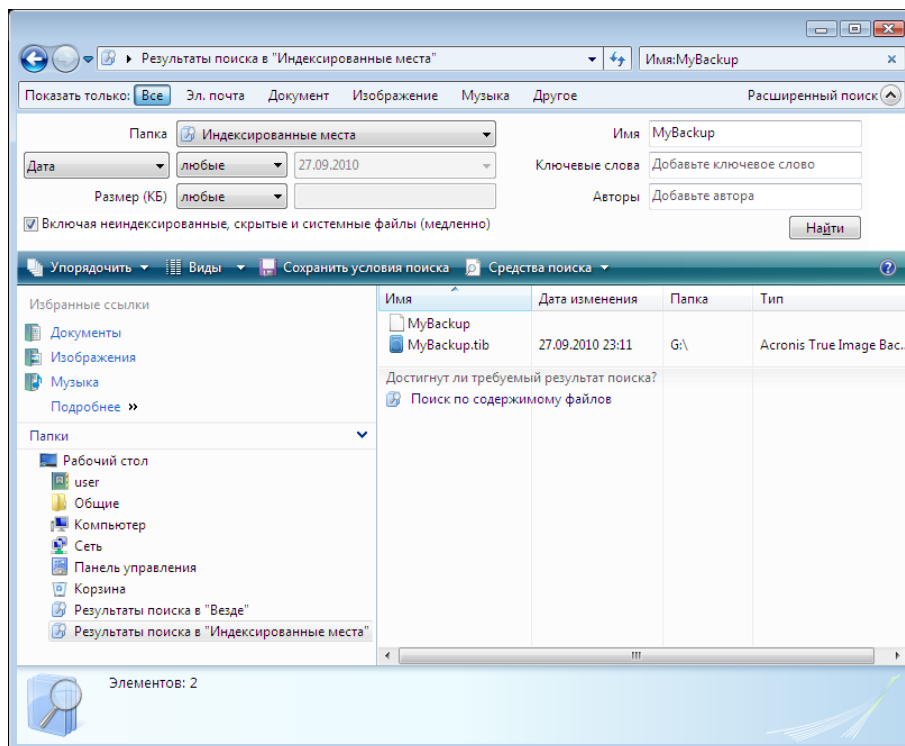 Результаты поиска в "Индексированные места"
Имя:MyBackup
Показать только: Все Эл. почта Документ Изображение Музыка Другое Расширенный поиск
Папка Индексированные места Имя MyBackup
Дата любые 27.09.2010 Ключевые слова Добавьте ключевое слово
Размер (КБ) любые Авторы Добавьте автора
Включая неиндексированные, скрытые и системные файлы (медленно) Найти
Упорядочить Виды Сохранить условия поиска Средства поиска
Избранные ссылки
Документы
Изображения
Музыка
Подробнее »
Папки
Рабочий стол
user
Общие
Компьютер
Сеть
Панель управления
Корзина
Результаты поиска в "Везде"
Результаты поиска в "Индексированные места"
Имя Дата изменения Папка Тип
MyBackup
MyBackup.tib 27.09.2010 23:11 G:\ Acronis True Image Bac...
Достигнут ли требуемый результат поиска?
Поиск по содержимому файлов
Элементов: 2